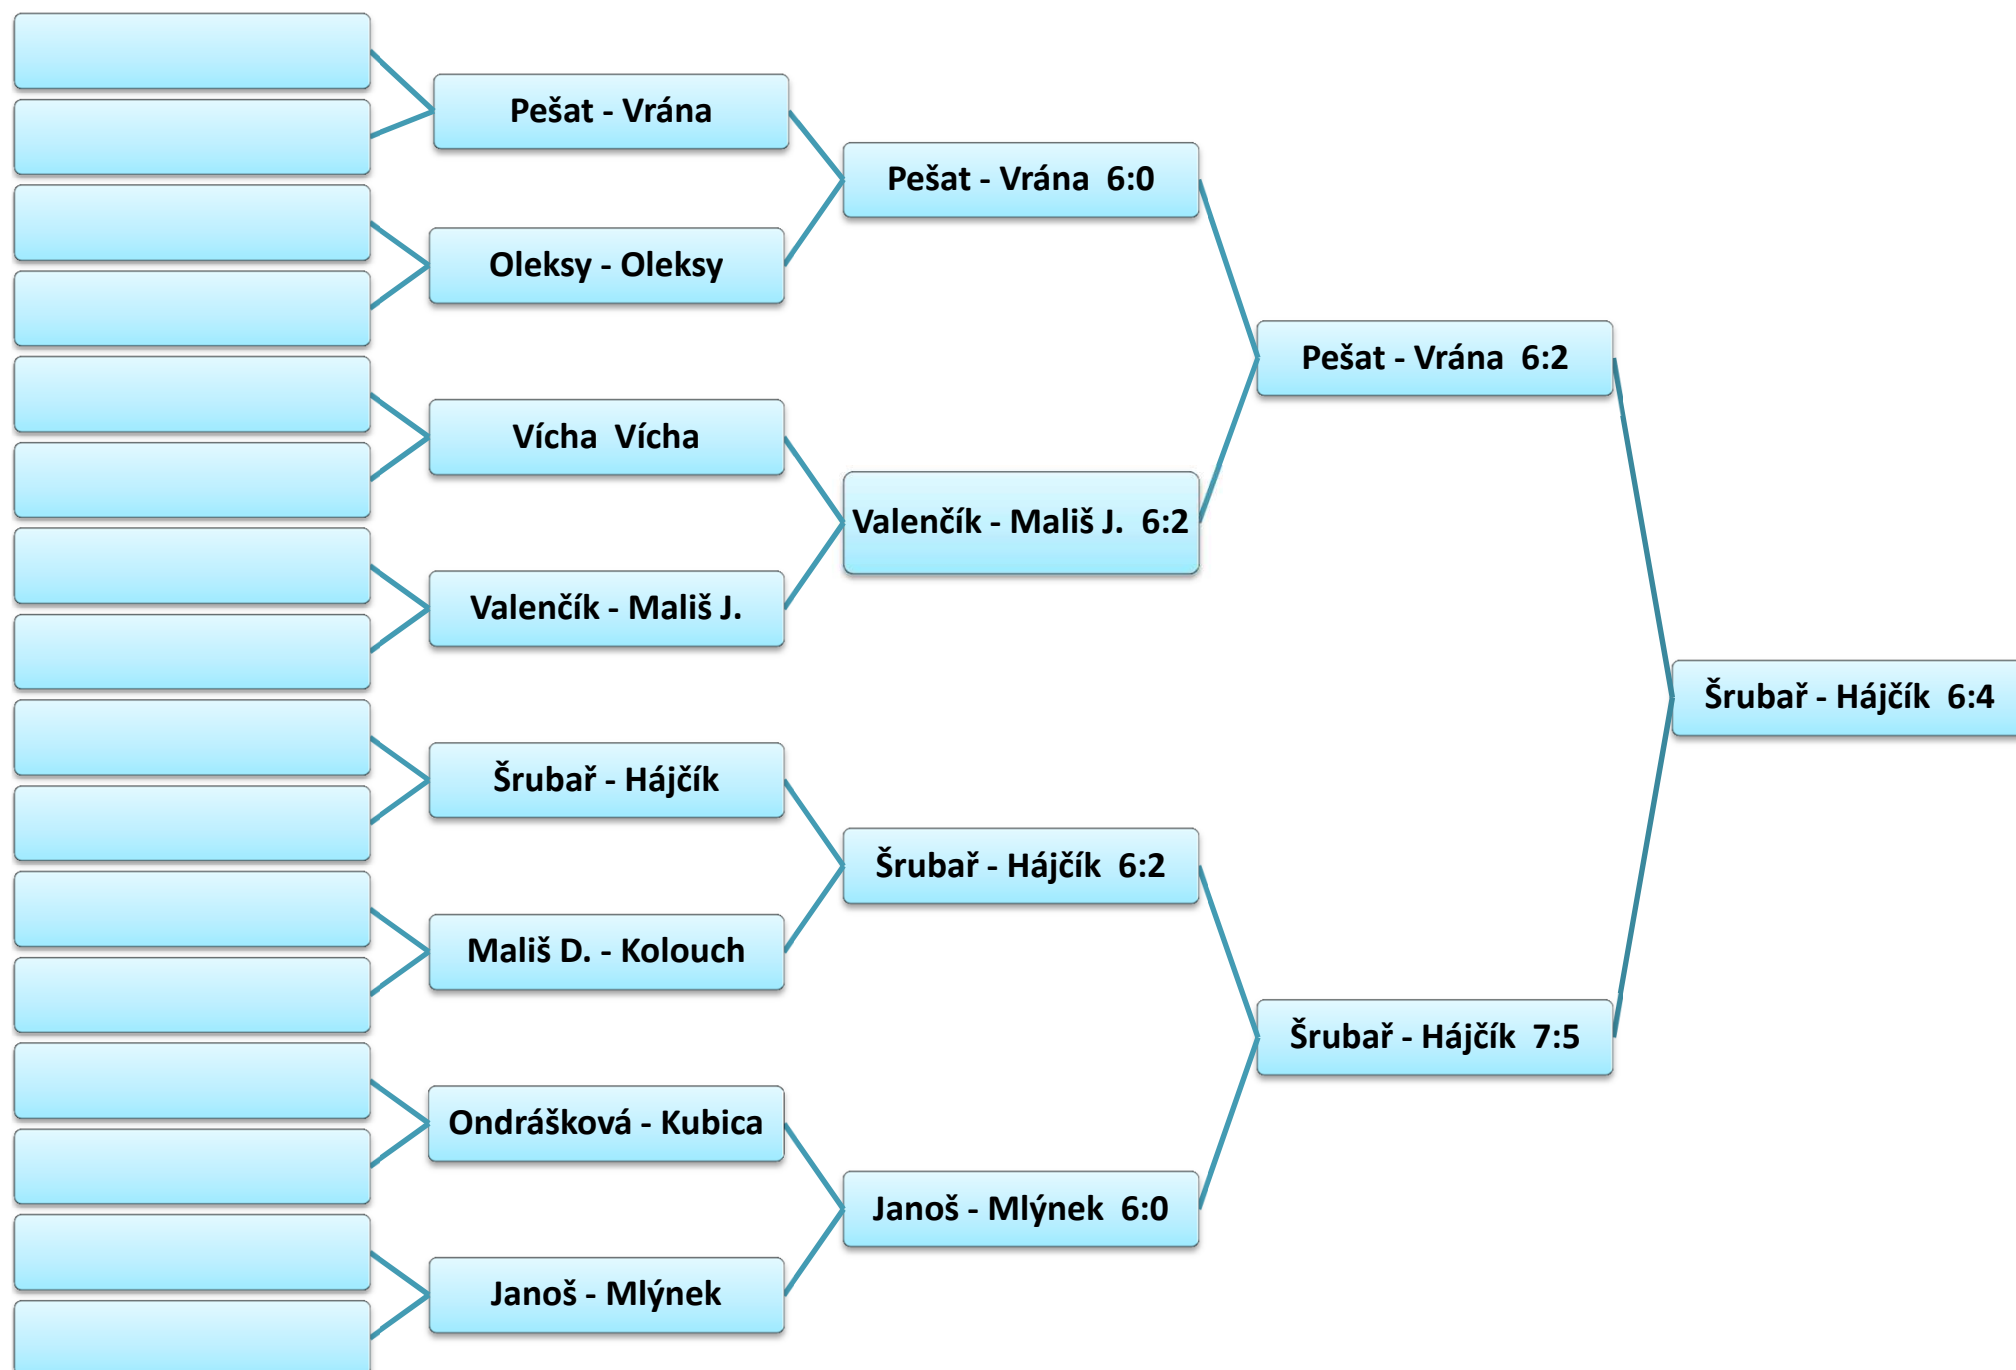 Pešat - Vrána
Oleksy - Oleksy
Vícha  Vícha
Valenčík - Mališ J.
Šrubař - Hájčík
Mališ D. - Kolouch
Ondrášková - Kubica
Janoš - Mlýnek
Pešat - Vrána  6:0
Valenčík - Mališ J.  6:2
Šrubař - Hájčík  6:2
Janoš - Mlýnek  6:0
Pešat - Vrána  6:2
Šrubař - Hájčík  7:5
Šrubař - Hájčík  6:4